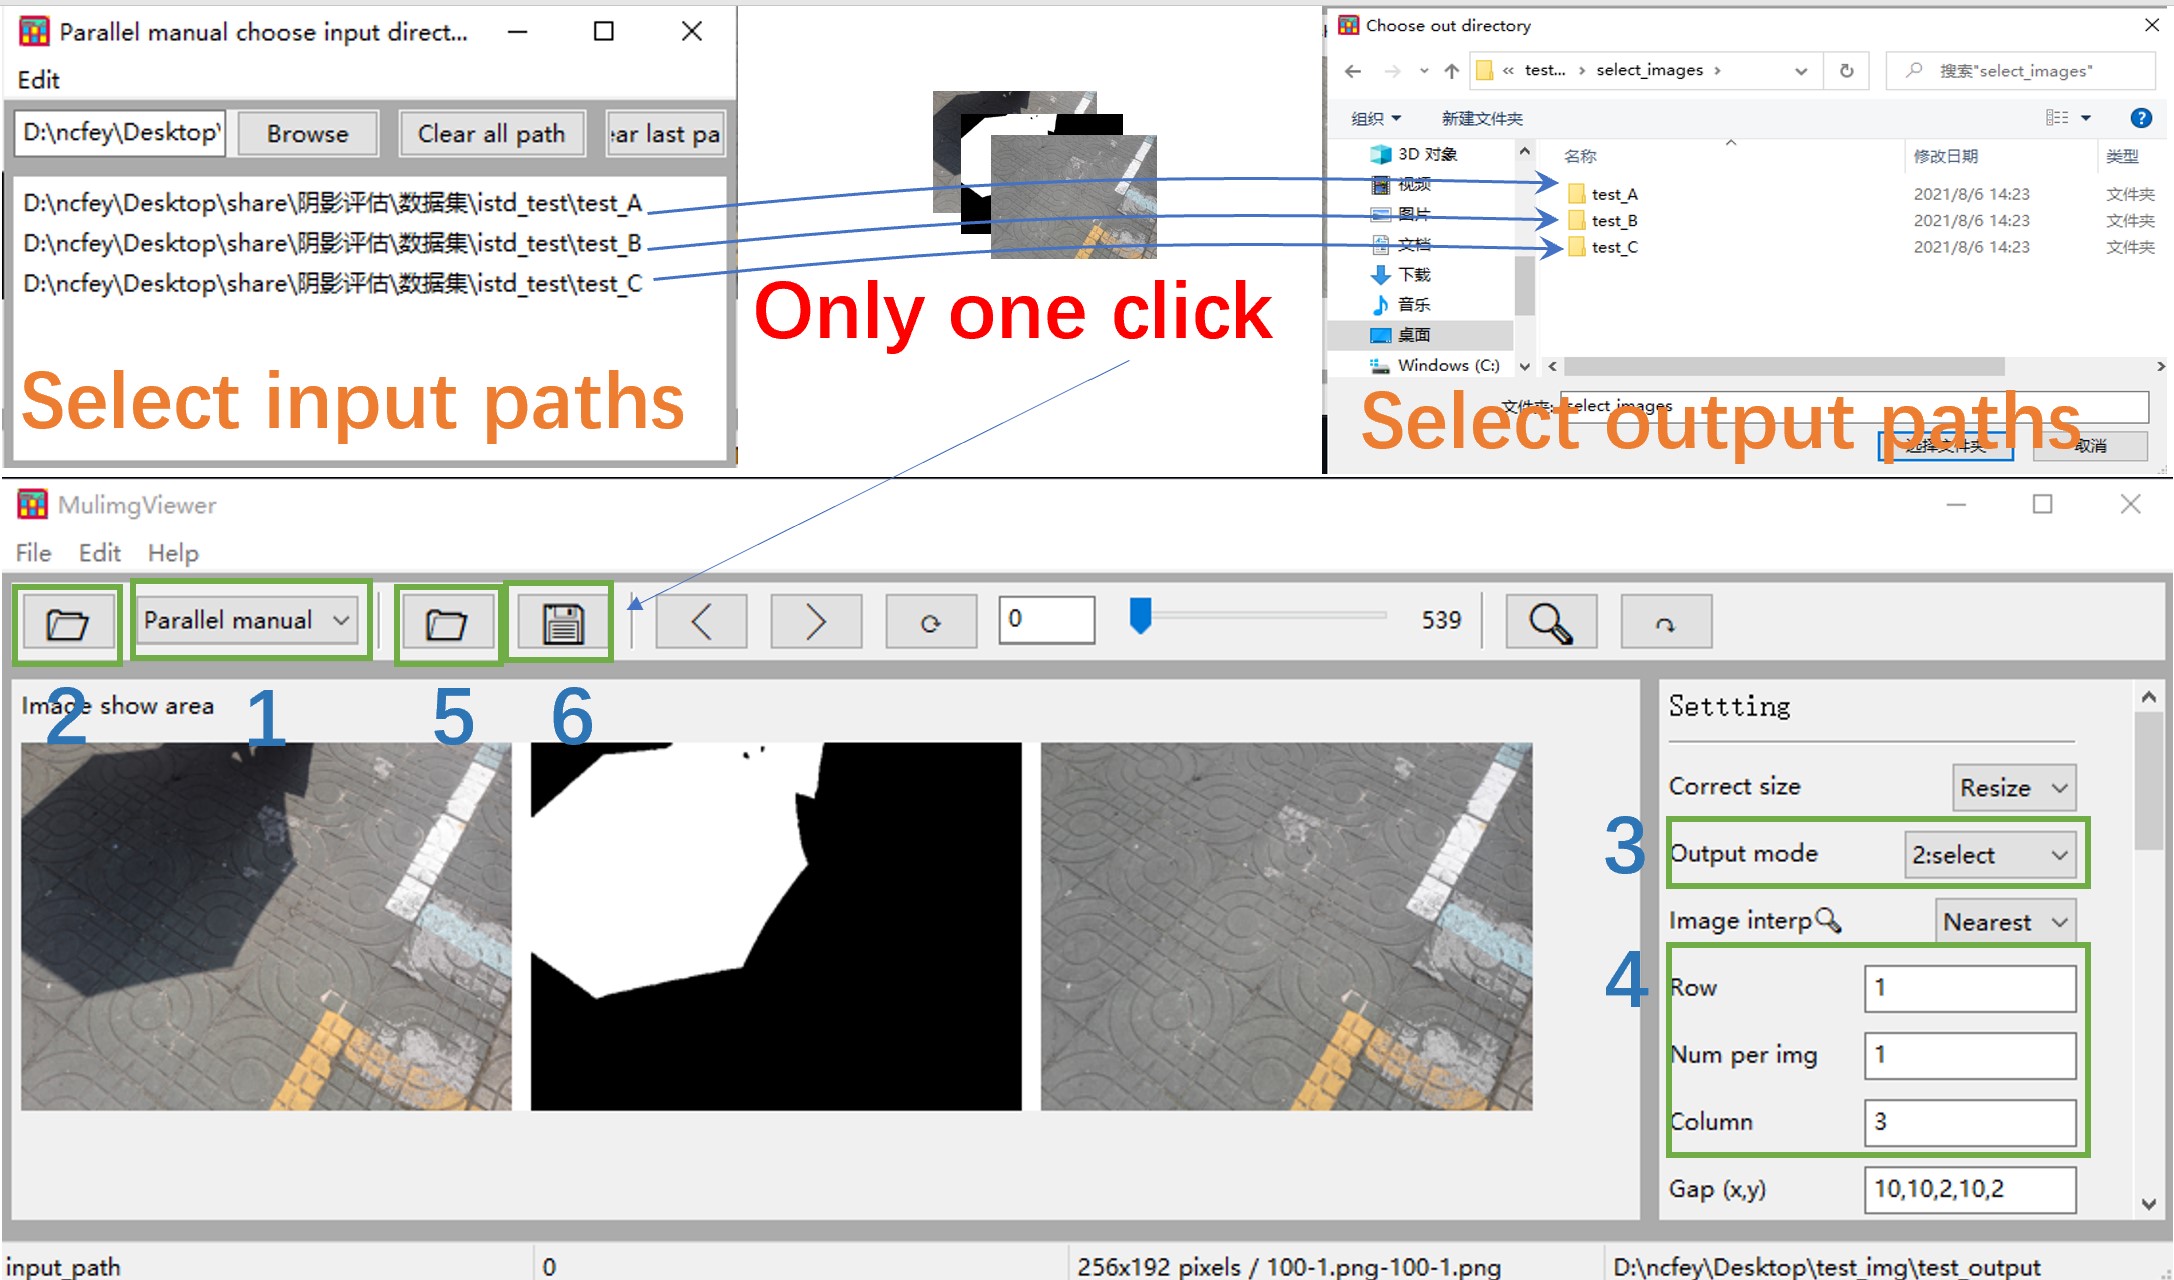 Parallel manual choose input direct...
Edit
D:\ncfey\Desktop\
Browse
Clear all path
ar last pa
D:\ncfey\Desktop\share\阴影评估\数据集\istd_test\test_A
D:\ncfey\Desktop\share\阴影评估\数据集\istd_test\test_B
D:\ncfey\Desktop\share\阴影评估\数据集\istd_test\test_C
Select input paths
Only one click
Choose out directory
« test... › select_images ›
搜索"select_images"
组织
新建文件夹
3D 对象
视频
图片
文档
下载
音乐
桌面
Windows (C:)
名称
修改日期
类型
test_A 2021/8/6 14:23 文件夹
test_B 2021/8/6 14:23 文件夹
test_C 2021/8/6 14:23 文件夹
文件夹: select_images
Select output paths
选择文件夹
取消
MulimgViewer
File Edit Help
Parallel manual
0
539
2
1
5
6
Image show area
Settting
Correct size Resize
3
Output mode 2:select
Image interp Nearest
4
Row 1
Num per img 1
Column 3
Gap (x,y) 10,10,2,10,2
input_path
0
256x192 pixels / 100-1.png-100-1.png
D:\ncfey\Desktop\test_img\test_output